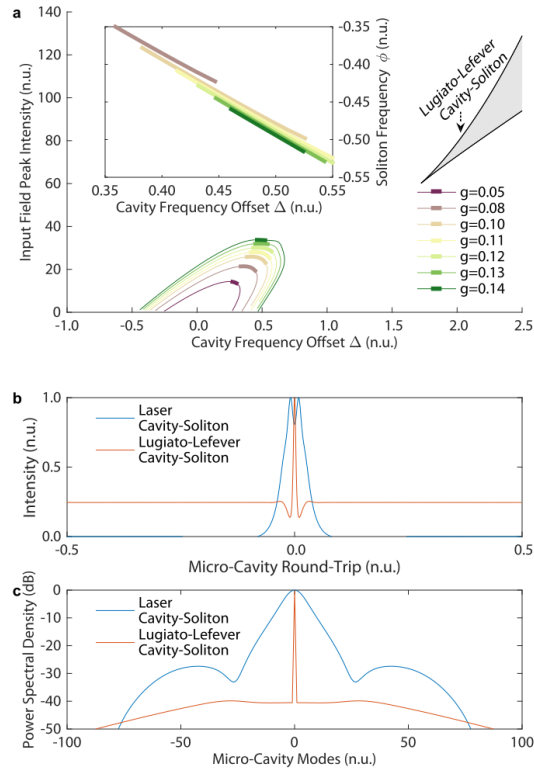 a
140
120
100
80
60
40
20
0
Input Field Peak Intensity (n.u.)
-1.0
-0.5
0.0
0.5
1.0
1.5
2.0
2.5
Cavity Frequency Offset Δ (n.u.)
-0.35
-0.40
-0.45
-0.50
-0.55
Soliton Frequency ϕ (n.u.)
0.35
0.40
0.45
0.50
0.55
Cavity Frequency Offset Δ (n.u.)
Lugiato-Lefever
Cavity-Soliton
g=0.05
g=0.08
g=0.10
g=0.11
g=0.12
g=0.13
g=0.14
b
1.0
0.5
0.0
Intensity (n.u.)
Laser
Cavity-Soliton
Lugiato-Lefever
Cavity-Soliton
-0.5
0.0
0.5
Micro-Cavity Round-Trip (n.u.)
c
0
-10
-20
-30
-40
-50
Power Spectral Density (dB)
Laser
Cavity-Soliton
Lugiato-Lefever
Cavity-Soliton
-100
-50
0
50
100
Micro-Cavity Modes (n.u.)